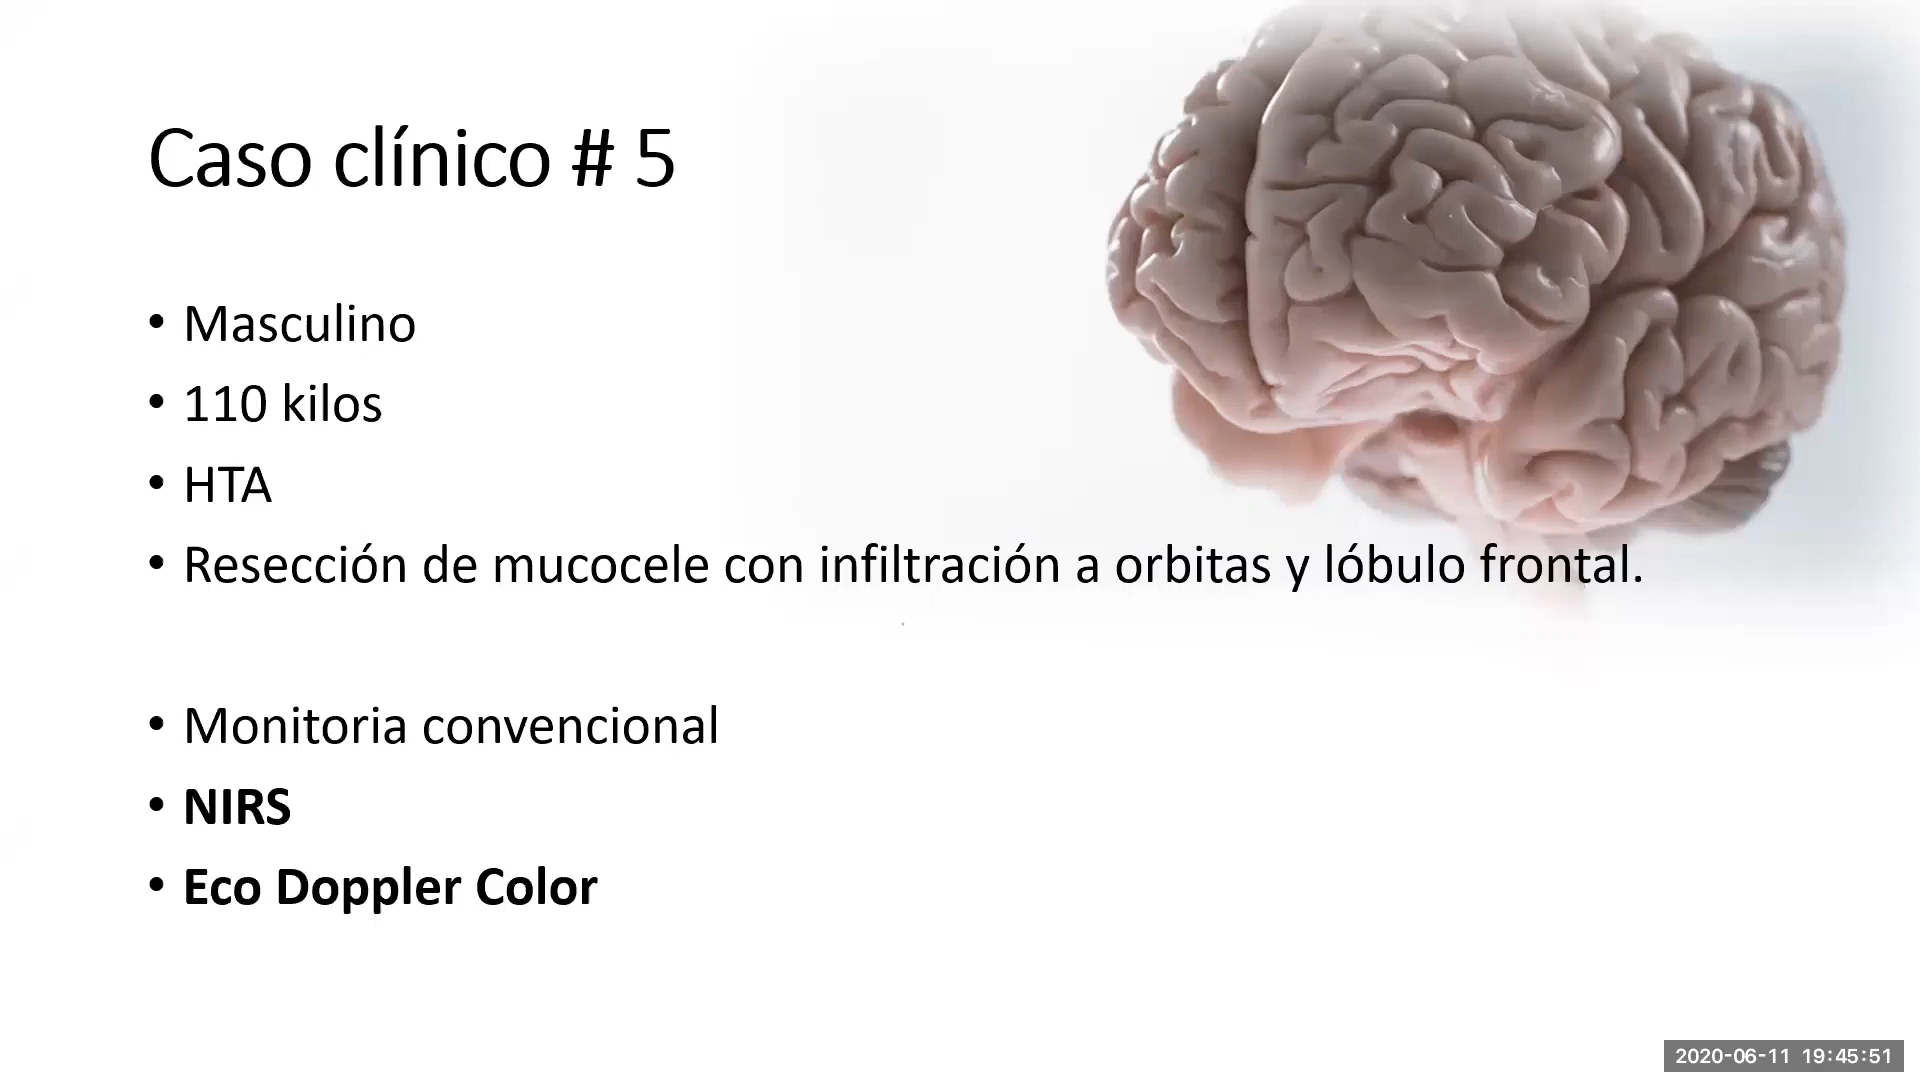 Caso clínico # 5
• Masculino
• 110 kilos
• HTA
• Resección de mucocele con infiltración a orbitas y lóbulo frontal.
• Monitoria convencional
• NIRS
• Eco Doppler Color
2020-06-11 19:45:51